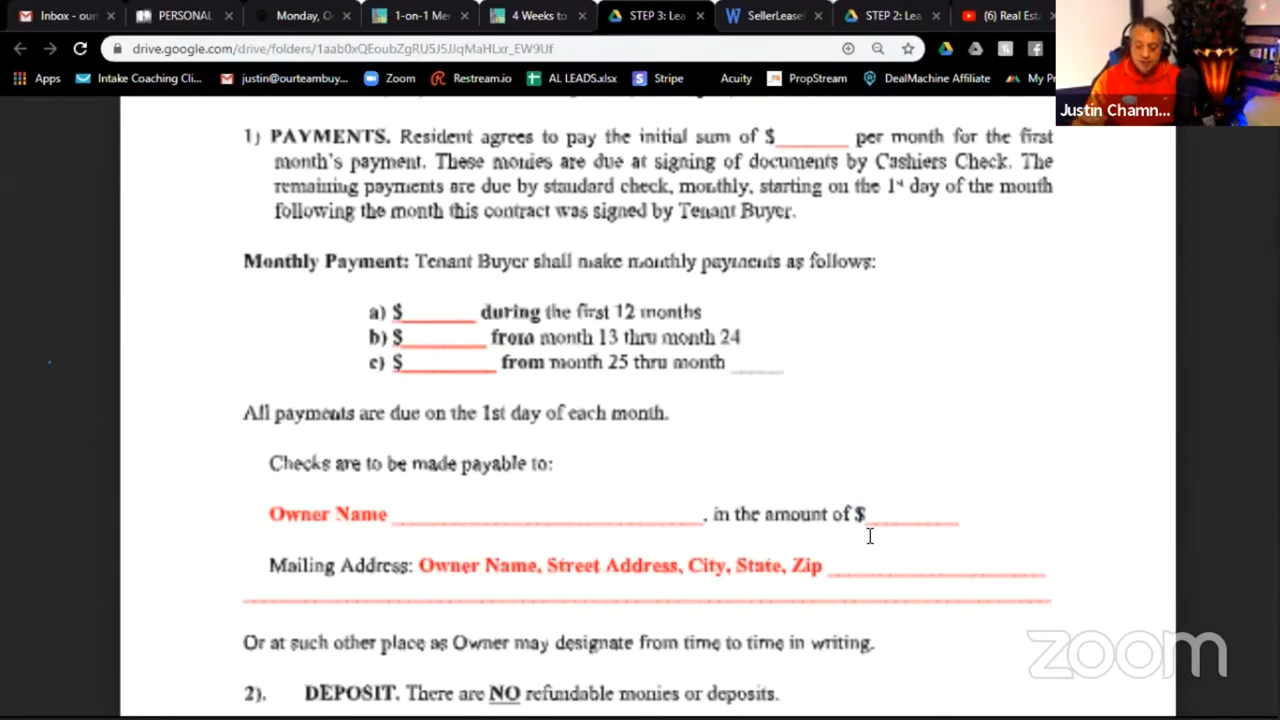 Inbox - our
PERSONAL
Monday, O
1-on-1 Me
4 Weeks to
STEP 3: Lea
SellerLease
STEP 2: Lea
(6) Real Esta
drive.google.com/drive/folders/1aab0xQEoubZgRU5J5JJqMaHLxr_EW9Uf
Apps
Intake Coaching Cli...
justin@ourteambuy...
Zoom
Restream.io
AL LEADS.xlsx
Stripe
Acuity
PropStream
DealMachine Affiliate
My P
Justin Chamn...
1) PAYMENTS. Resident agrees to pay the initial sum of $_______ per month for the first
month's payment. These monies are due at signing of documents by Cashiers Check. The
remaining payments are due by standard check, monthly, starting on the 1st day of the month
following the month this contract was signed by Tenant Buyer.
Monthly Payment: Tenant Buyer shall make monthly payments as follows:
a) $_______ during the first 12 months
b) $________ from month 13 thru month 24
c) $_________ from month 25 thru month _____
All payments are due on the 1st day of each month.
Checks are to be made payable to:
Owner Name ______________________________, in the amount of $_________
Mailing Address: Owner Name, Street Address, City, State, Zip _____________________
Or at such other place as Owner may designate from time to time in writing.
2). DEPOSIT. There are NO refundable monies or deposits.
zoom